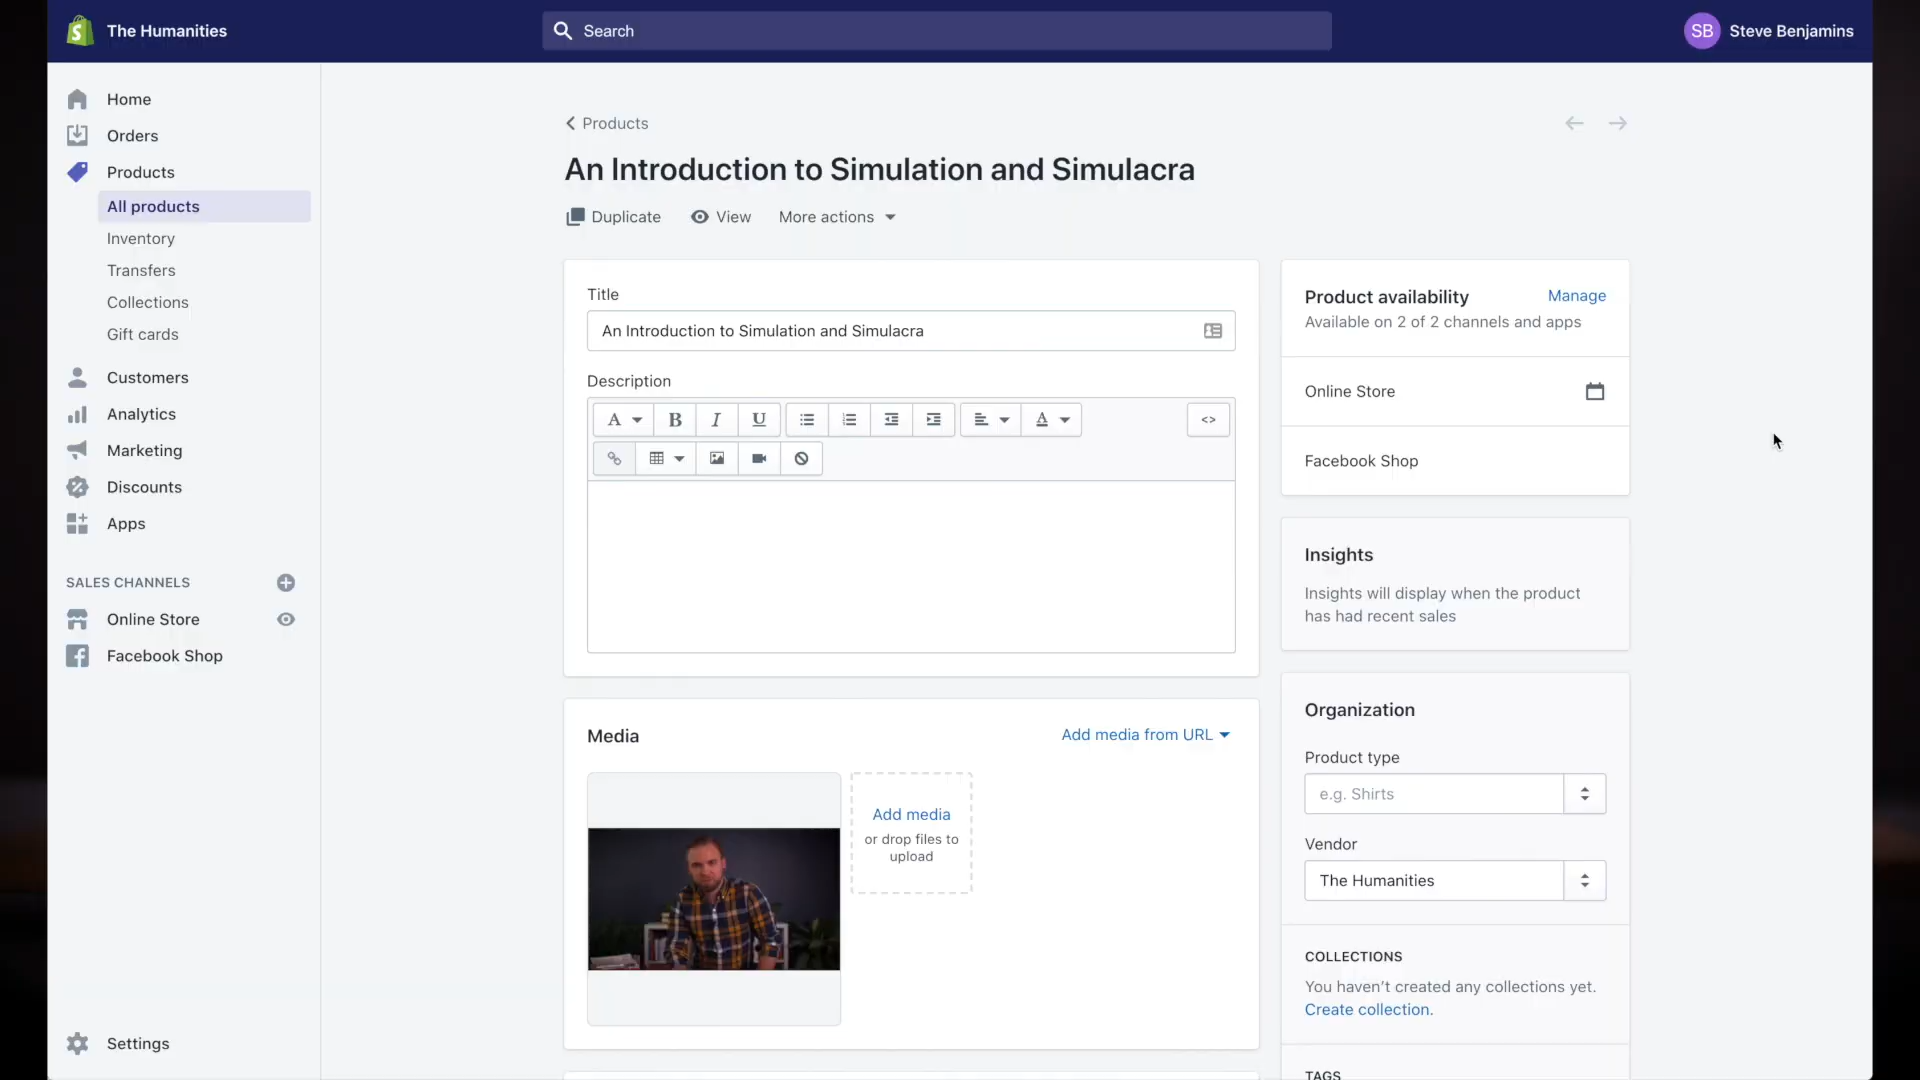 The Humanities
Search
SB
Steve Benjamins
Home
Orders
Products
All products
Inventory
Transfers
Collections
Gift cards
Customers
Analytics
Marketing
Discounts
Apps
SALES CHANNELS
Online Store
Facebook Shop
Settings
Products
An Introduction to Simulation and Simulacra
Duplicate
View
More actions
Title
An Introduction to Simulation and Simulacra
Description
A
B
I
U
A
<>
Media
Add media from URL
Add media
or drop files to
upload
Product availability
Manage
Available on 2 of 2 channels and apps
Online Store
Facebook Shop
Insights
Insights will display when the product
has had recent sales
Organization
Product type
e.g. Shirts
Vendor
The Humanities
COLLECTIONS
You haven’t created any collections yet.
Create collection.
TAGS